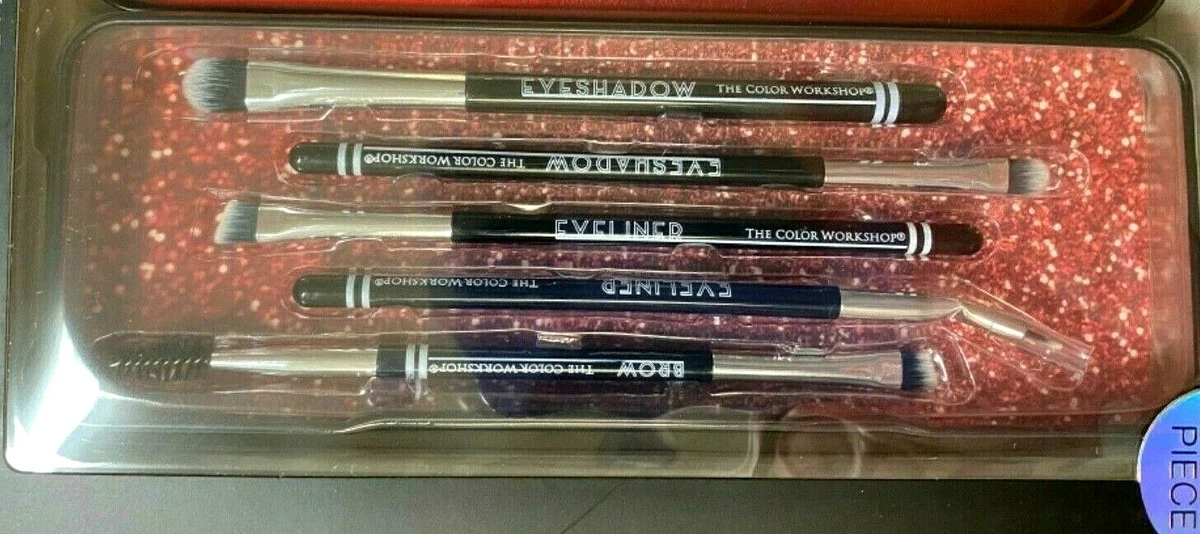 EYESHADOW THE COLOR WORKSHOP®
THE COLOR WORKSHOP® EYESHADOW
EYELINER THE COLOR WORKSHOP®
THE COLOR WORKSHOP® EYELINER
THE COLOR WORKSHOP® BROW
PIECE